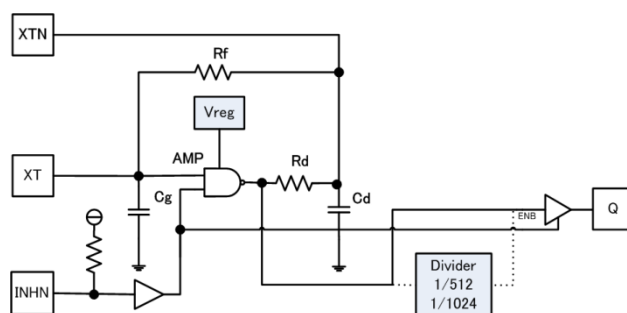 XTN
Rf
Vreg
XT
AMP
Rd
Cg
Cd
ENB
Q
INHN
Divider
1/512
1/1024